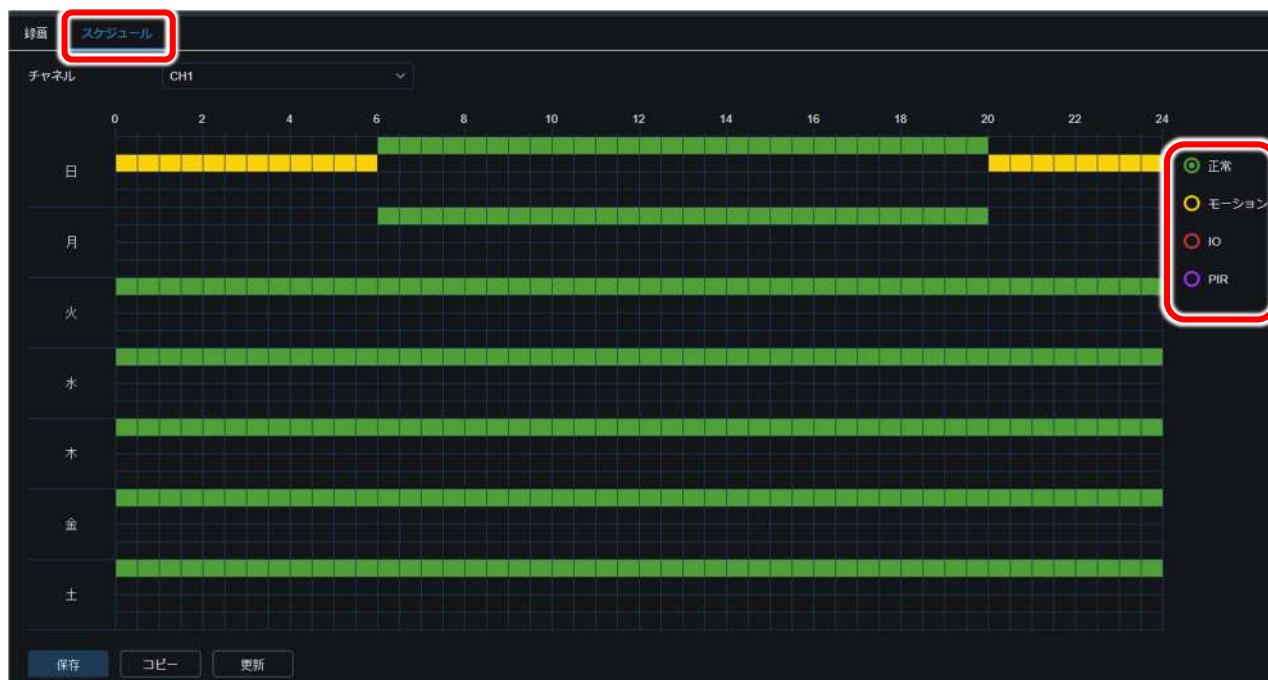 録画 スケジュール
チャネル CH1
0 2 4 6 8 10 12 14 16 18 20 22 24
日
月
火
水
木
金
土
正常
モーション
IO
PIR
保存 コピー 更新